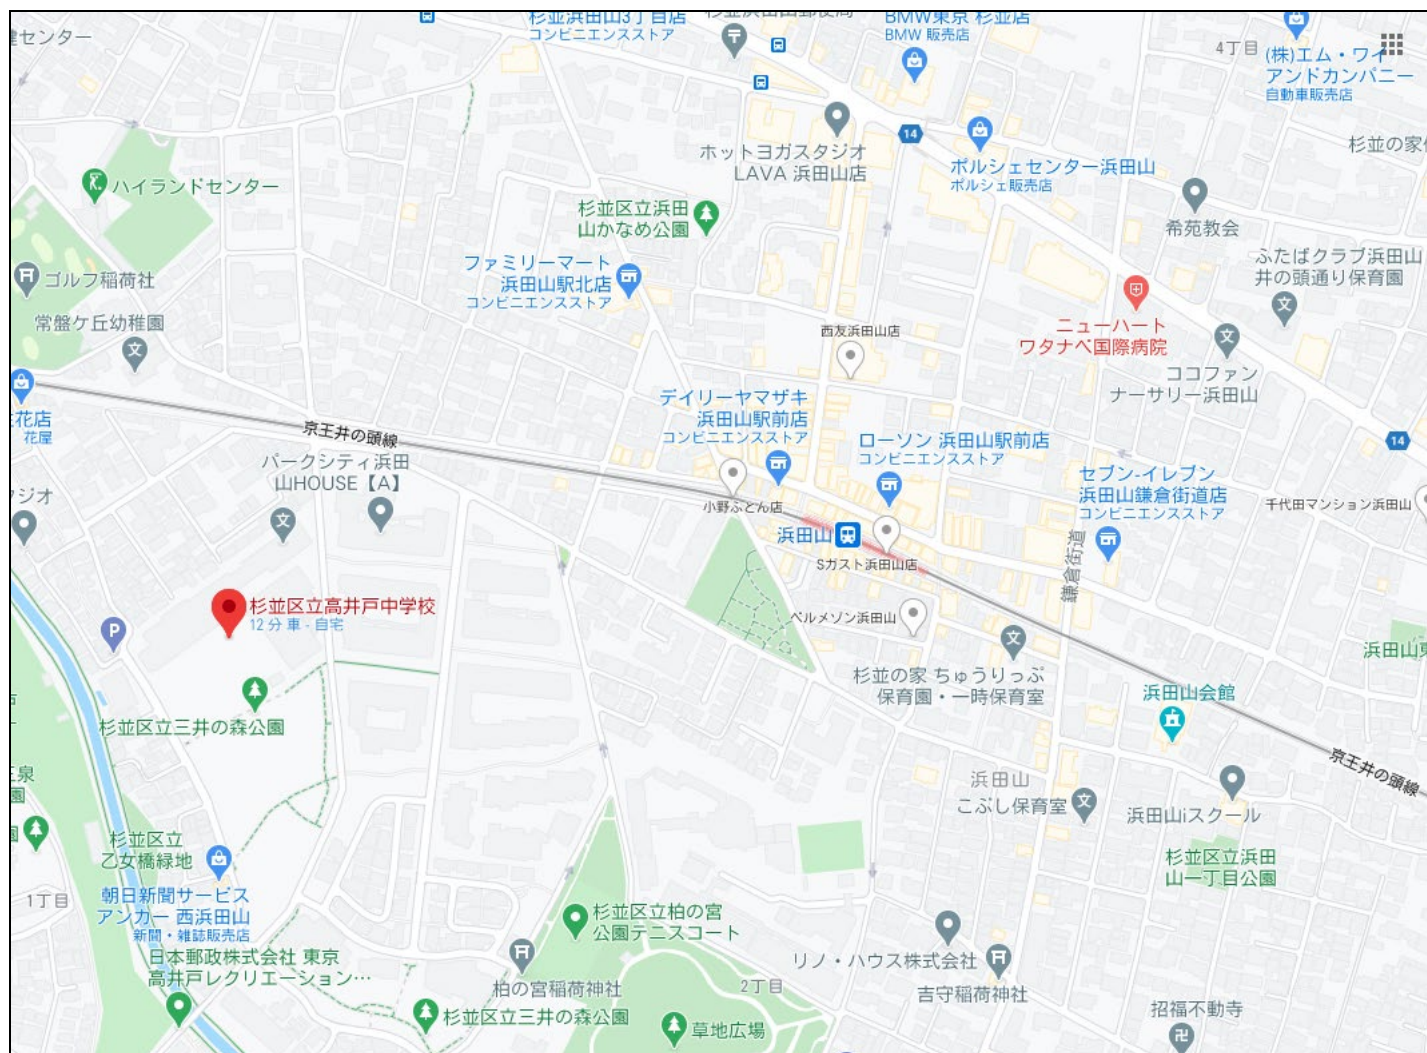 杉並浜田山3丁目店
コンビニエンスストア
BMW東京 杉並店
BMW 販売店
4丁目
(株)エム・ワイ
アンドカンパニー
自動車販売店
センター
14
ホットヨガスタジオ
LAVA 浜田山店
ポルシェセンター浜田山
ポルシェ販売店
杉並の家
ハイランドセンター
杉並区立浜田
山かなめ公園
希苑教会
ふたばクラブ浜田山
井の頭通り保育園
ファミリーマート
浜田山駅北店
コンビニエンスストア
ゴルフ稲荷社
常盤ケ丘幼稚園
西友浜田山店
ニューハート
ワタナベ国際病院
ココファン
ナーサリー浜田山
花店
花屋
デイリーヤマザキ
浜田山駅前店
コンビニエンスストア
ローソン 浜田山駅前店
コンビニエンスストア
14
京王井の頭線
パークシティ浜田
山HOUSE【A】
セブン-イレブン
浜田山鎌倉街道店
コンビニエンスストア
千代田マンション浜田山
タジオ
小野ぶとん店
浜田山
Sガスト浜田山店
鎌倉街道
杉並区立高井戸中学校
12 分 車 - 自宅
P
ベルメゾン浜田山
杉並の家 ちゅうりっぷ
保育園・一時保育室
浜田山東
浜田山会館
杉並区立三井の森公園
京王井の頭線
泉
園
浜田山
こぶし保育室
浜田山iスクール
園
杉並区立
乙女橋緑地
杉並区立浜田
山一丁目公園
1丁目
朝日新聞サービス
アンカー 西浜田山
新聞・雑誌販売店
杉並区立柏の宮
公園テニスコート
日本郵政株式会社 東京
高井戸レクリエーション…
柏の宮稲荷神社
2丁目
リノ・ハウス株式会社
吉守稲荷神社
杉並区立三井の森公園
草地広場
招福不動寺